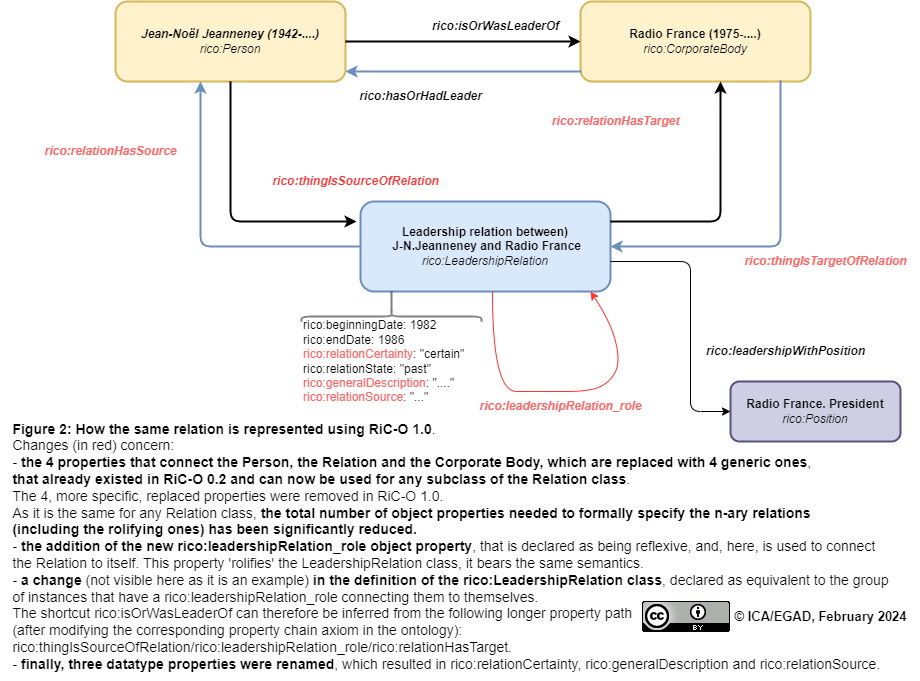 Jean-Noël Jeanneney (1942-....)
rico:Person
rico:isOrWasLeaderOf
Radio France (1975-....)
rico:CorporateBody
rico:hasOrHadLeader
rico:relationHasTarget
rico:relationHasSource
rico:thingIsSourceOfRelation
Leadership relation between)
J-N.Jeanneney and Radio France
rico:LeadershipRelation
rico:thingIsTargetOfRelation
rico:beginningDate: 1982
rico:endDate: 1986
rico:relationCertainty: "certain"
rico:relationState: "past"
rico:generalDescription: "...."
rico:relationSource: "..."
rico:leadershipWithPosition
rico:leadershipRelation_role
Radio France. President
rico:Position
Figure 2: How the same relation is represented using RiC-O 1.0.
Changes (in red) concern:
- the 4 properties that connect the Person, the Relation and the Corporate Body, which are replaced with 4 generic ones,
that already existed in RiC-O 0.2 and can now be used for any subclass of the Relation class.
The 4, more specific, replaced properties were removed in RiC-O 1.0.
As it is the same for any Relation class, the total number of object properties needed to formally specify the n-ary relations
(including the rolifying ones) has been significantly reduced.
- the addition of the new rico:leadershipRelation_role object property, that is declared as being reflexive, and, here, is used to connect
the Relation to itself. This property 'rolifies' the LeadershipRelation class, it bears the same semantics.
- a change (not visible here as it is an example) in the definition of the rico:LeadershipRelation class, declared as equivalent to the group
of instances that have a rico:leadershipRelation_role connecting them to themselves.
The shortcut rico:isOrWasLeaderOf can therefore be inferred from the following longer property path
(after modifying the corresponding property chain axiom in the ontology):
rico:thingIsSourceOfRelation/rico:leadershipRelation_role/rico:relationHasTarget.
- finally, three datatype properties were renamed, which resulted in rico:relationCertainty, rico:generalDescription and rico:relationSource.
cc
BY
© ICA/EGAD, February 2024